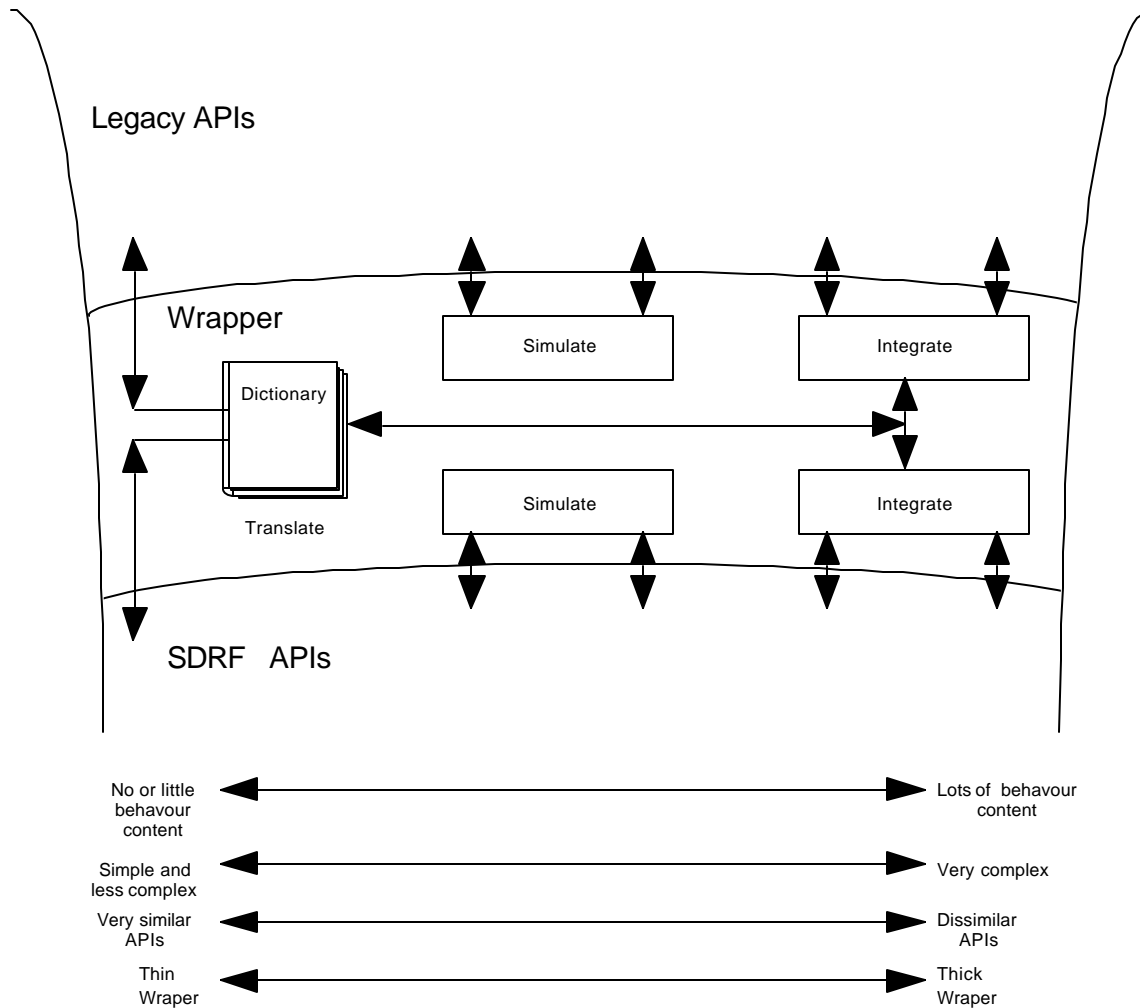 Legacy APIs
Wrapper
Simulate
Integrate
Dictionary
Simulate
Integrate
Translate
SDRF APIs
No or little
behavour
content
Lots of behavour
content
Simple and
less complex
Very complex
Very similar
APIs
Dissimilar
APIs
Thin
Wraper
Thick
Wraper